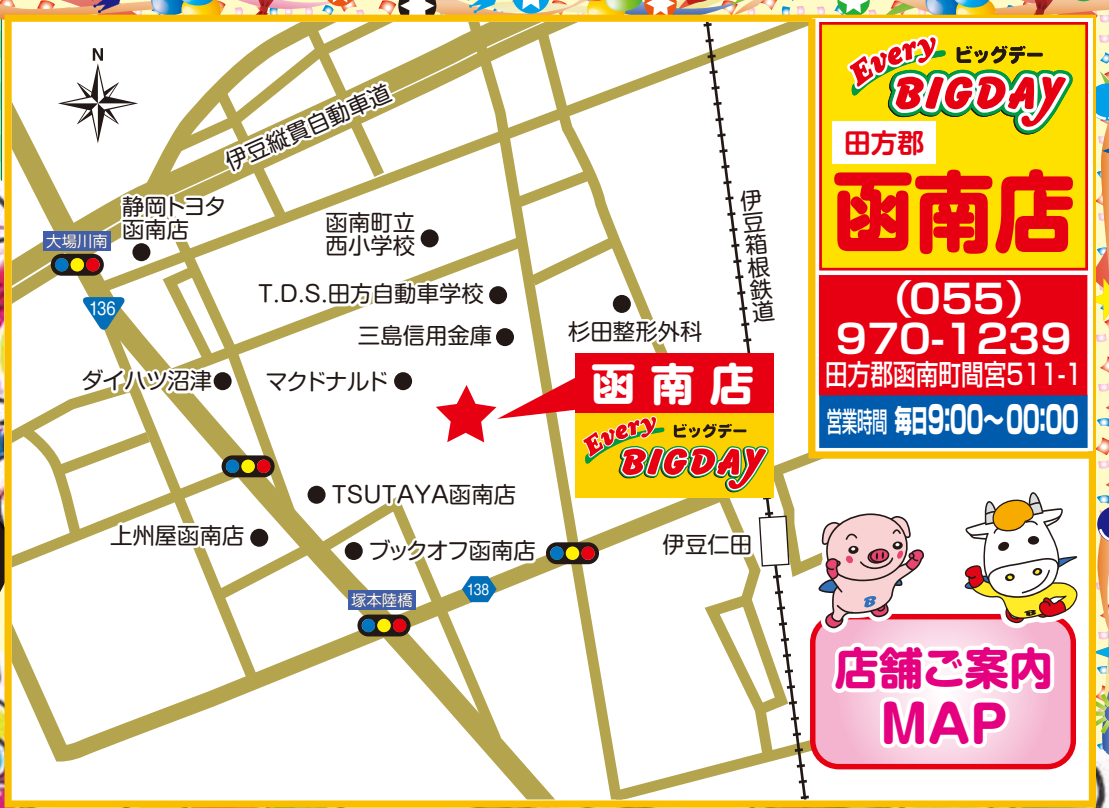 N
伊豆縦貫自動車道
静岡トヨタ
函南店
大場川南
136
函南町立
西小学校
T.D.S.田方自動車学校
三島信用金庫
杉田整形外科
伊豆箱根鉄道
ダイハツ沼津
マクドナルド
函南店
Every
ビッグデー
BIGDAY
TSUTAYA函南店
上州屋函南店
ブックオフ函南店
伊豆仁田
138
塚本陸橋
Every
ビッグデー
BIGDAY
田方郡
函南店
(055)
970-1239
田方郡函南町間宮511-1
営業時間 毎日9:00〜00:00
B
B
店舗ご案内
MAP